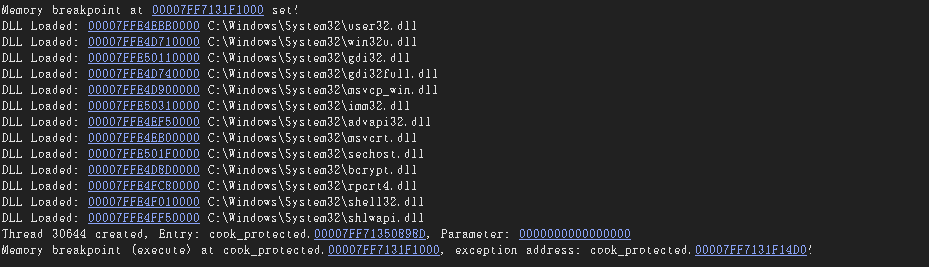 Memory breakpoint at 00007FF7131F1000 set!
DLL Loaded: 00007FFE4EBB0000 C:\Windows\System32\user32.dll
DLL Loaded: 00007FFE4D710000 C:\Windows\System32\win32u.dll
DLL Loaded: 00007FFE50110000 C:\Windows\System32\gdi32.dll
DLL Loaded: 00007FFE4D740000 C:\Windows\System32\gdi32full.dll
DLL Loaded: 00007FFE4D900000 C:\Windows\System32\msvcp_win.dll
DLL Loaded: 00007FFE50310000 C:\Windows\System32\imm32.dll
DLL Loaded: 00007FFE4EF50000 C:\Windows\System32\advapi32.dll
DLL Loaded: 00007FFE4EB00000 C:\Windows\System32\msvcrt.dll
DLL Loaded: 00007FFE501F0000 C:\Windows\System32\sechost.dll
DLL Loaded: 00007FFE4D8D0000 C:\Windows\System32\bcrypt.dll
DLL Loaded: 00007FFE4FC80000 C:\Windows\System32\rpcrt4.dll
DLL Loaded: 00007FFE4F010000 C:\Windows\System32\shell32.dll
DLL Loaded: 00007FFE4FF50000 C:\Windows\System32\shlwapi.dll
Thread 30644 created, Entry: cook_protected.00007FF71350898D, Parameter: 0000000000000000
Memory breakpoint (execute) at cook_protected.00007FF7131F1000, exception address: cook_protected.00007FF7131F14D0!